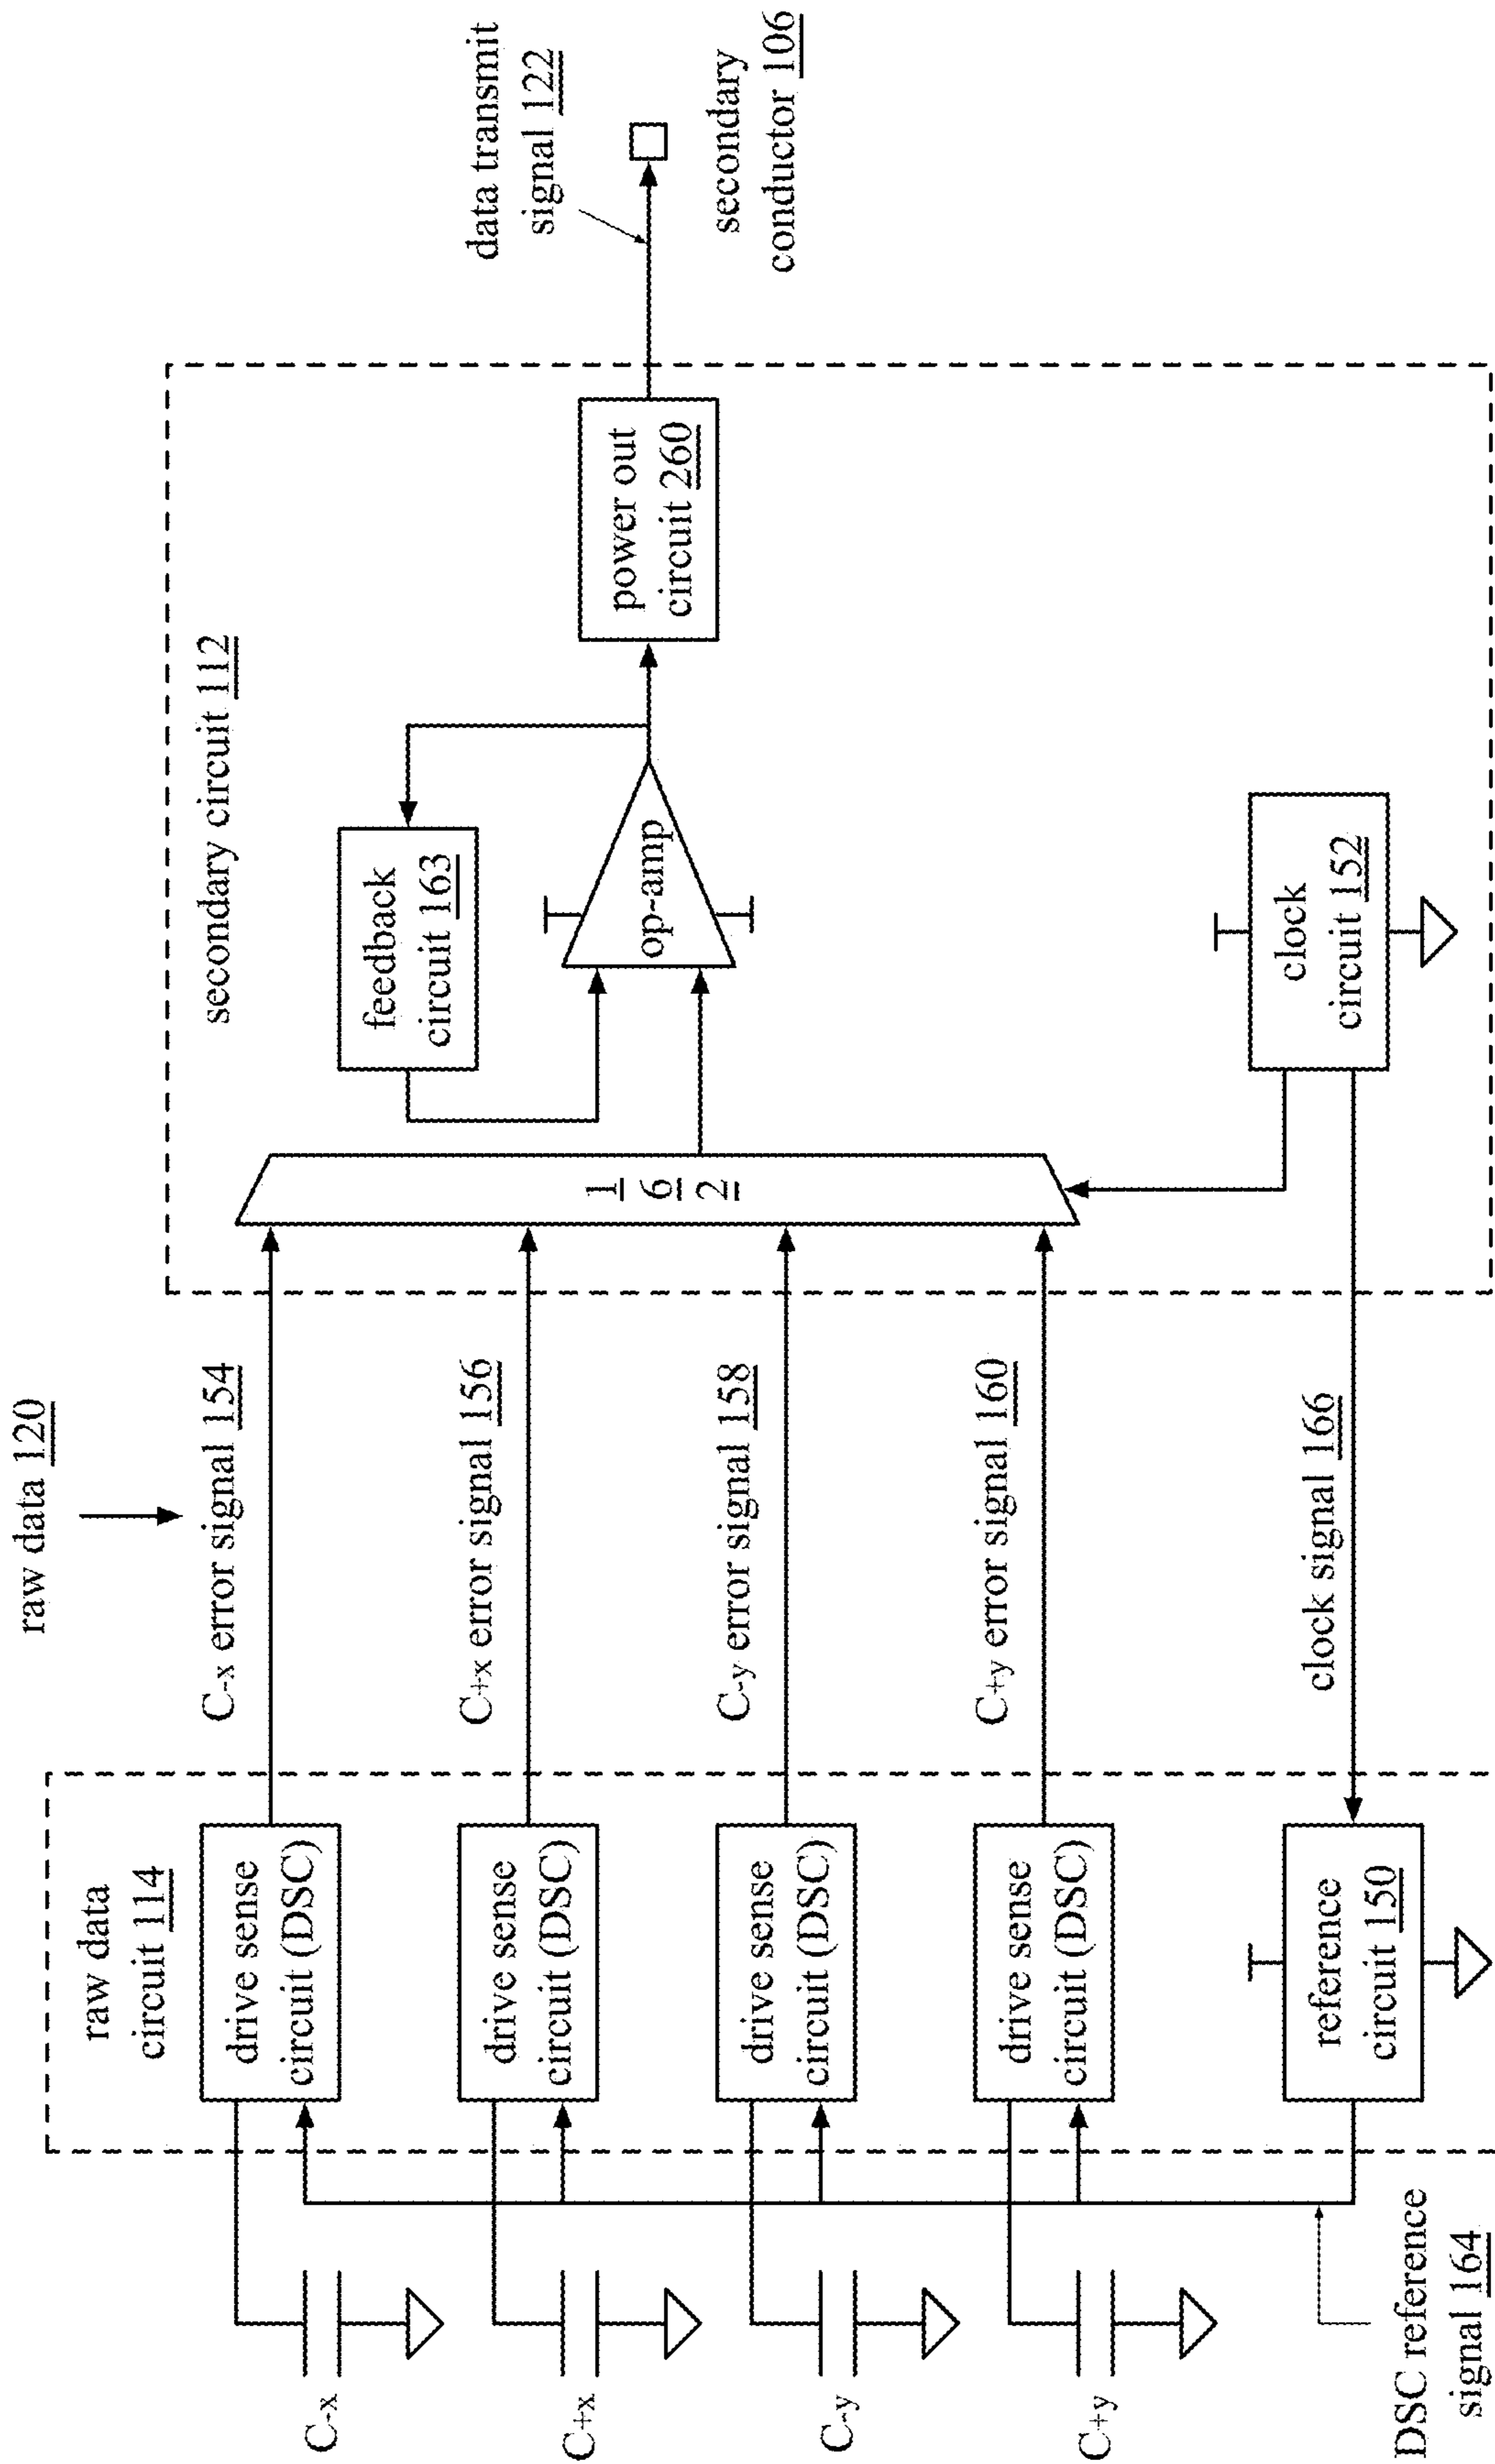 raw data 120
raw data
circuit 114
secondary circuit 112
C-x
drive sense
circuit (DSC)
C-x error signal 154
feedback
circuit 163
data transmit
signal 122
C+x
drive sense
circuit (DSC)
C+x error signal 156
1
6
2
op-amp
power out
circuit 260
secondary
conductor 106
C-y
drive sense
circuit (DSC)
C-y error signal 158
C+y
drive sense
circuit (DSC)
C+y error signal 160
DSC reference
signal 164
reference
circuit 150
clock signal 166
clock
circuit 152